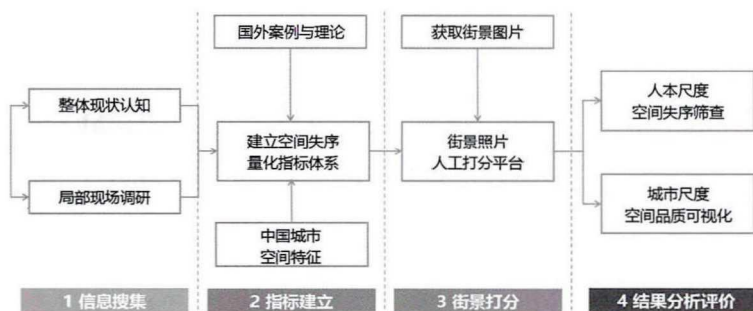 国外案例与理论
获取街景图片
整体现状认知
局部现场调研
建立空间失序
量化指标体系
中国城市
空间特征
街景照片
人工打分平台
人本尺度
空间失序筛查
城市尺度
空间品质可视化
1 信息搜集
2 指标建立
3 街景打分
4 结果分析评价